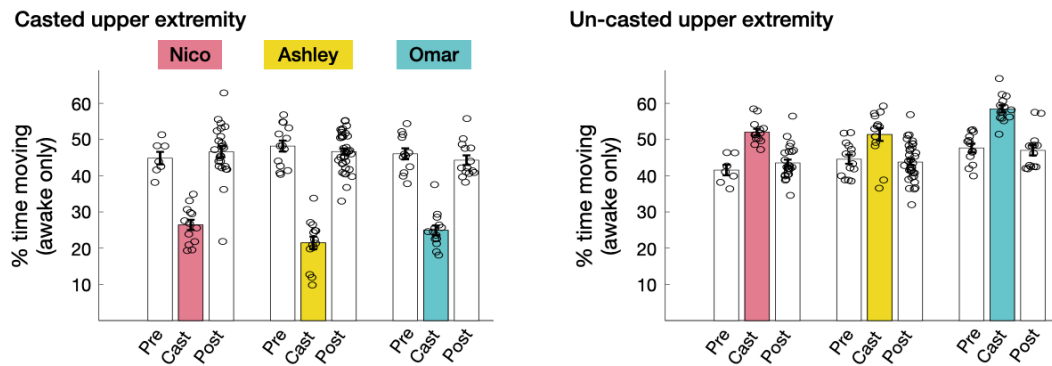 Casted upper extremity
Nico Ashley Omar
% time moving
(awake only)
60
50
40
30
20
10
Pre Cast Post Pre Cast Post Pre Cast Post
Un-casted upper extremity
% time moving
(awake only)
60
50
40
30
20
10
Pre Cast Post Pre Cast Post Pre Cast Post